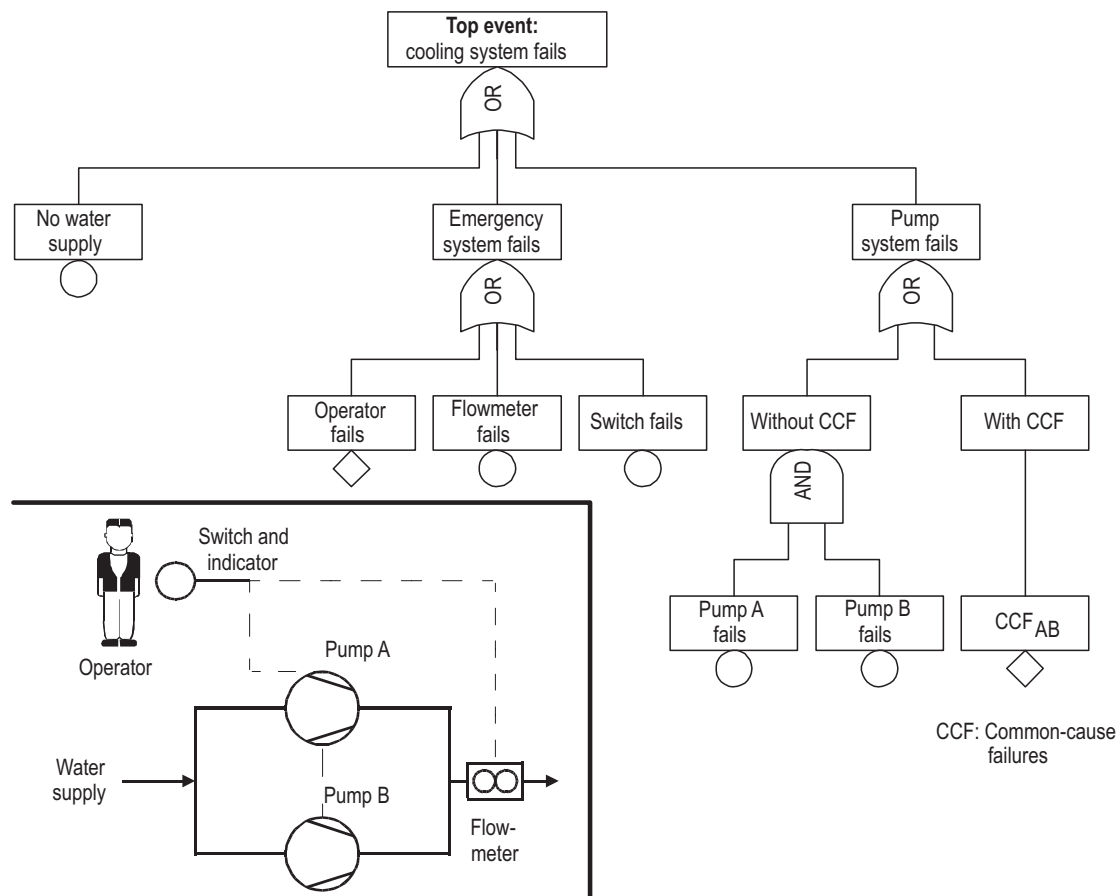 Top event:
cooling system fails
OR
No water
supply
Emergency
system fails
Pump
system fails
OR
OR
Operator
fails
Flowmeter
fails
Switch fails
Without CCF
With CCF
AND
Pump A
fails
Pump B
fails
CCF AB
CCF: Common-cause
failures
Switch and
indicator
Operator
Pump A
Water
supply
Pump B
Flow-
meter